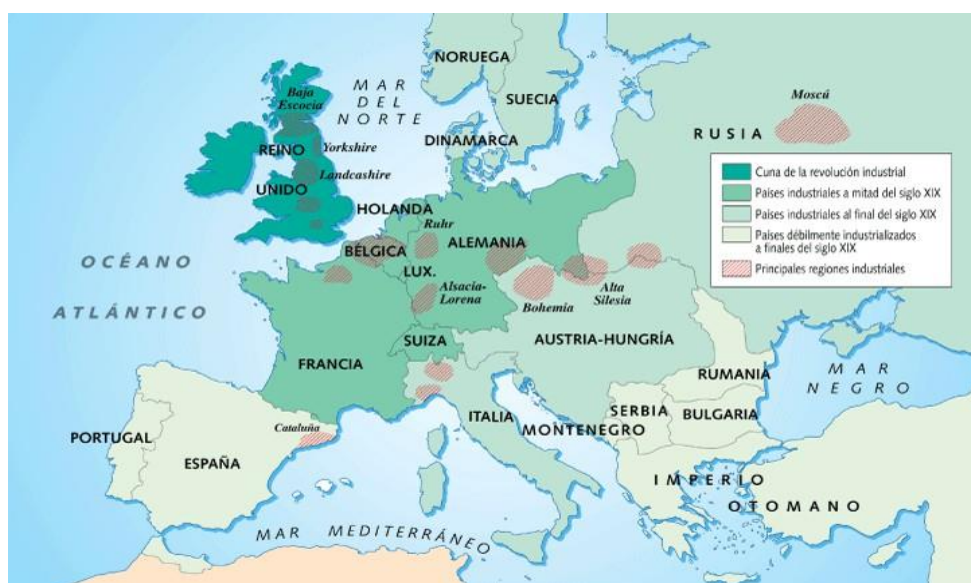 NORUEGA
SUECIA
MAR
DEL
NORTE
DINAMARCA
Baja
Escocia
REINO
UNIDO
Yorkshire
Landcashire
Moscú
RUSIA
Cuna de la revolución industrial
Países industriales a mitad del siglo XIX
Países industriales al final del siglo XIX
Países débilmente industrializados
a finales del siglo XIX
Principales regiones industriales
HOLANDA
Ruhr
BÉLGICA
ALEMANIA
LUX.
Alsacia-
Lorena
Bohemia
Alta
Silesia
OCÉANO
ATLÁNTICO
SUIZA
FRANCIA
AUSTRIA-HUNGRÍA
RUMANIA
MAR
NEGRO
SERBIA
BULGARIA
ITALIA
MONTENEGRO
Cataluña
PORTUGAL
ESPAÑA
IMPERIO
OTOMANO
MAR MEDITERRÁNEO